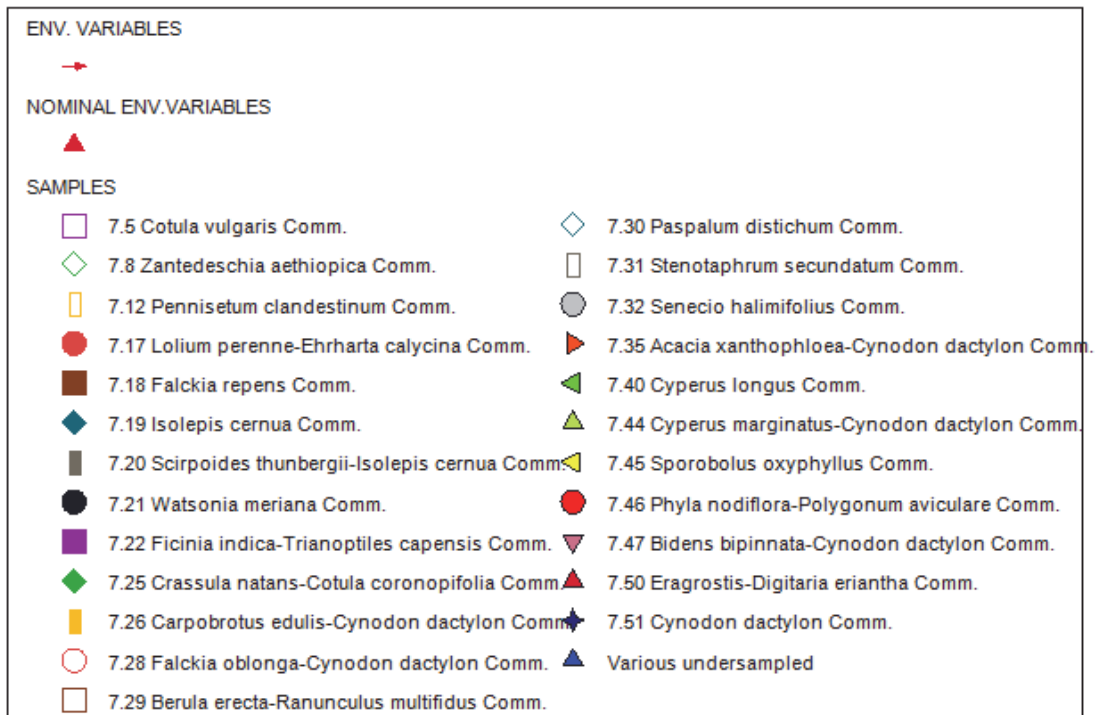 ENV. VARIABLES
NOMINAL ENV.VARIABLES
SAMPLES
7.5 Cotula vulgaris Comm.
7.8 Zantedeschia aethiopica Comm.
7.12 Pennisetum clandestinum Comm.
7.17 Lolium perenne-Ehrharta calycina Comm.
7.18 Falckia repens Comm.
7.19 Isolepis cernua Comm.
7.20 Scirpoides thunbergii-Isolepis cernua Comm
7.21 Watsonia meriana Comm.
7.22 Ficinia indica-Trianoptiles capensis Comm.
7.25 Crassula natans-Cotula coronopifolia Comm
7.26 Carpobrotus edulis-Cynodon dactylon Comm
7.28 Falckia oblonga-Cynodon dactylon Comm.
7.29 Berula erecta-Ranunculus multifidus Comm.
7.30 Paspalum distichum Comm.
7.31 Stenotaphrum secundatum Comm.
7.32 Senecio halimifolius Comm.
7.35 Acacia xanthophloea-Cynodon dactylon Comm.
7.40 Cyperus longus Comm.
7.44 Cyperus marginatus-Cynodon dactylon Comm.
7.45 Sporobolus oxyphyllus Comm.
7.46 Phyla nodiflora-Polygonum aviculare Comm.
7.47 Bidens bipinnata-Cynodon dactylon Comm.
7.50 Eragrostis-Digitaria eriantha Comm.
7.51 Cynodon dactylon Comm.
Various undersampled